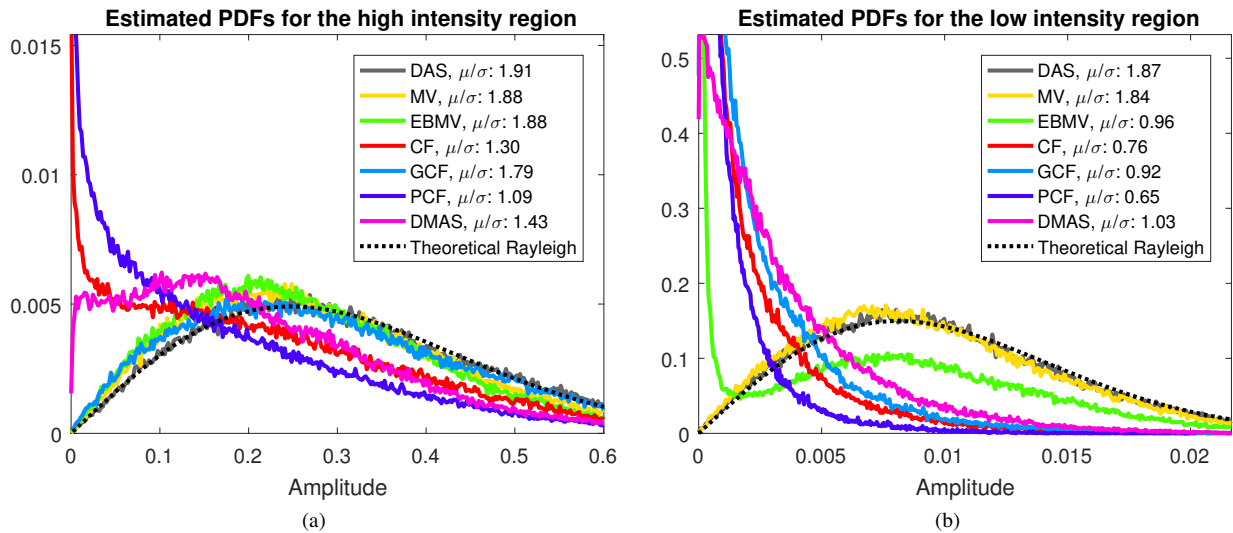 Estimated PDFs for the high intensity region
0.015
0.01
0.005
0
0 0.1 0.2 0.3 0.4 0.5 0.6
Amplitude
DAS, μ/σ: 1.91
MV, μ/σ: 1.88
EBMV, μ/σ: 1.88
CF, μ/σ: 1.30
GCF, μ/σ: 1.79
PCF, μ/σ: 1.09
DMAS, μ/σ: 1.43
Theoretical Rayleigh
(a)
Estimated PDFs for the low intensity region
0.5
0.4
0.3
0.2
0.1
0
0 0.005 0.01 0.015 0.02
Amplitude
DAS, μ/σ: 1.87
MV, μ/σ: 1.84
EBMV, μ/σ: 0.96
CF, μ/σ: 0.76
GCF, μ/σ: 0.92
PCF, μ/σ: 0.65
DMAS, μ/σ: 1.03
Theoretical Rayleigh
(b)